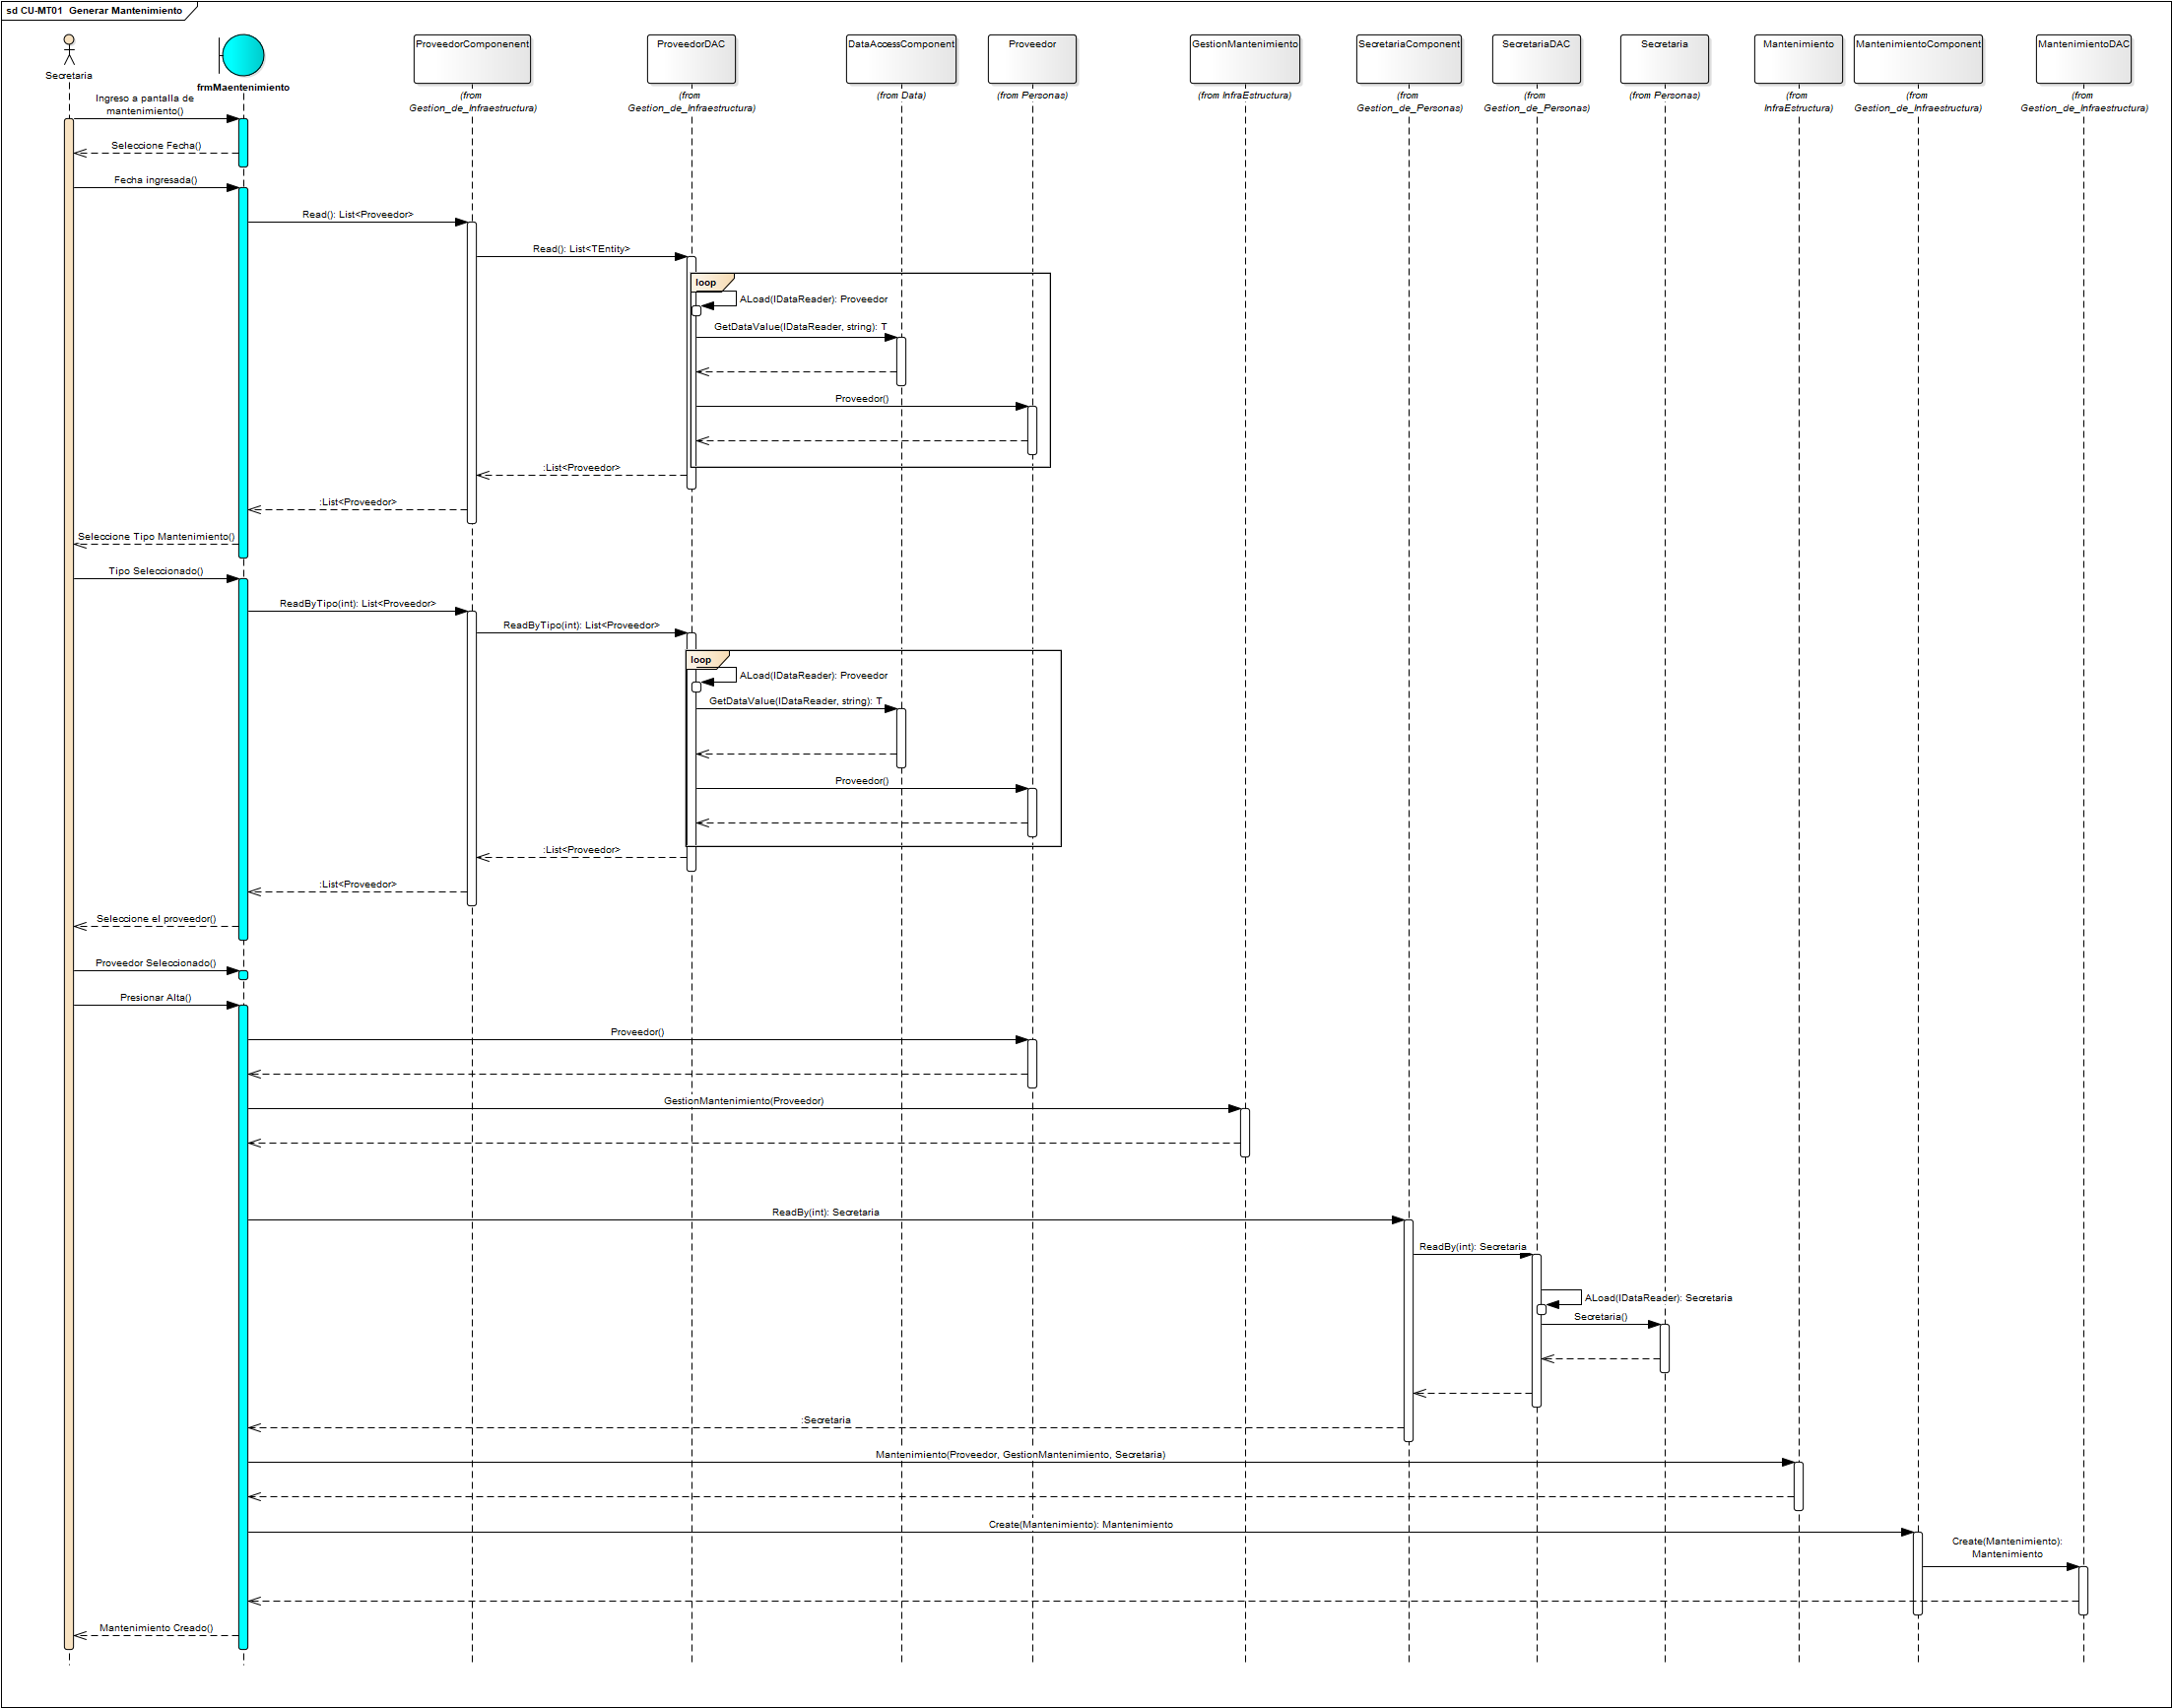 sd CU-MT01 Generar Mantenimiento
Secretaria
frmMaentenimiento
ProveedorComponenent
(from
Gestion_de_Infraestructura)
ProveedorDAC
(from
Gestion_de_Infraestructura)
DataAccessComponent
(from Data)
Proveedor
(from Personas)
GestionMantenimiento
(from InfraEstructura)
SecretariaComponent
(from
Gestion_de_Personas)
SecretariaDAC
(from
Gestion_de_Personas)
Secretaria
(from Personas)
Mantenimiento
(from
InfraEstructura)
MantenimientoComponent
(from
Gestion_de_Infraestructura)
MantenimientoDAC
(from
Gestion_de_Infraestructura)
Ingreso a pantalla de
mantenimiento()
Seleccione Fecha()
Fecha ingresada()
Read(): List<Proveedor>
Read(): List<TEntity>
loop
ALoad(IDataReader): Proveedor
GetDataValue(IDataReader, string): T
Proveedor()
:List<Proveedor>
:List<Proveedor>
Seleccione Tipo Mantenimiento()
Tipo Seleccionado()
ReadByTipo(int): List<Proveedor>
ReadByTipo(int): List<Proveedor>
loop
ALoad(IDataReader): Proveedor
GetDataValue(IDataReader, string): T
Proveedor()
:List<Proveedor>
:List<Proveedor>
Seleccione el proveedor()
Proveedor Seleccionado()
Presionar Alta()
Proveedor()
GestionMantenimiento(Proveedor)
ReadBy(int): Secretaria
ReadBy(int): Secretaria
ALoad(IDataReader): Secretaria
Secretaria()
:Secretaria
Mantenimiento(Proveedor, GestionMantenimiento, Secretaria)
Create(Mantenimiento): Mantenimiento
Create(Mantenimiento):
Mantenimiento
Mantenimiento Creado()